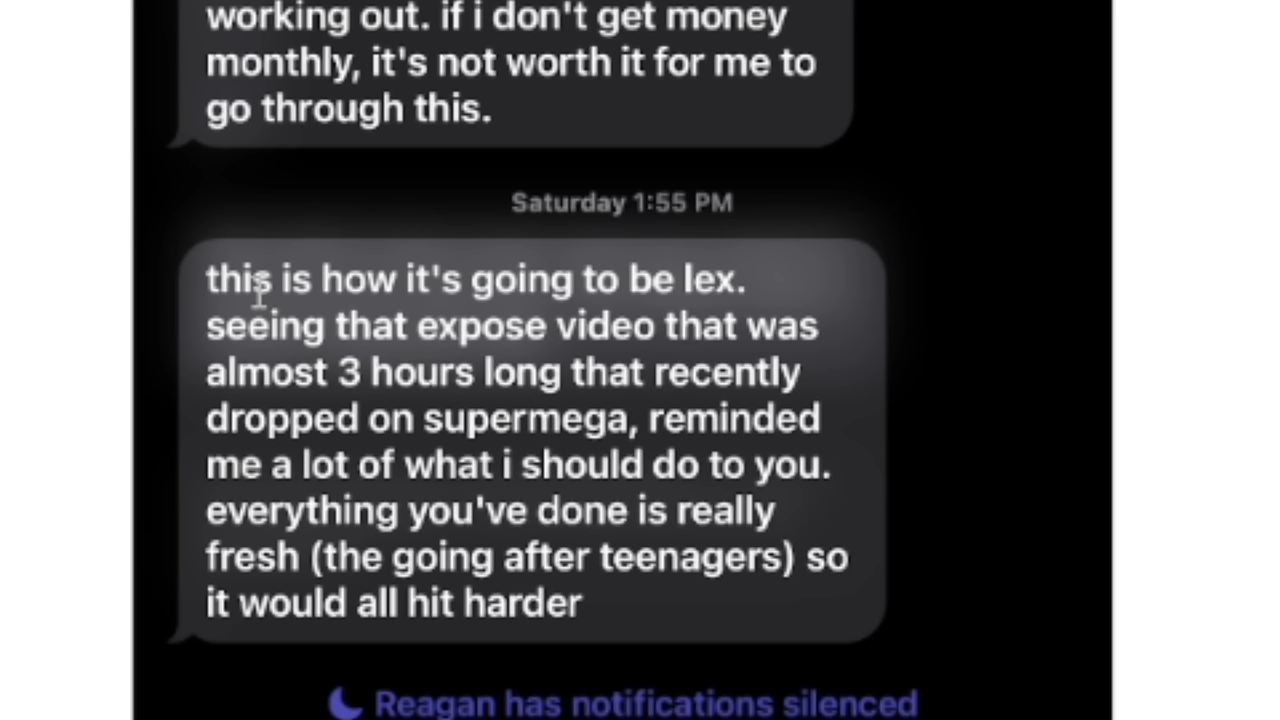 working out. if i don't get money
monthly, it's not worth it for me to
go through this.
Saturday 1:55 PM
this is how it's going to be lex.
seeing that expose video that was
almost 3 hours long that recently
dropped on supermega, reminded
me a lot of what i should do to you.
everything you've done is really
fresh (the going after teenagers) so
it would all hit harder
Reagan has notifications silenced